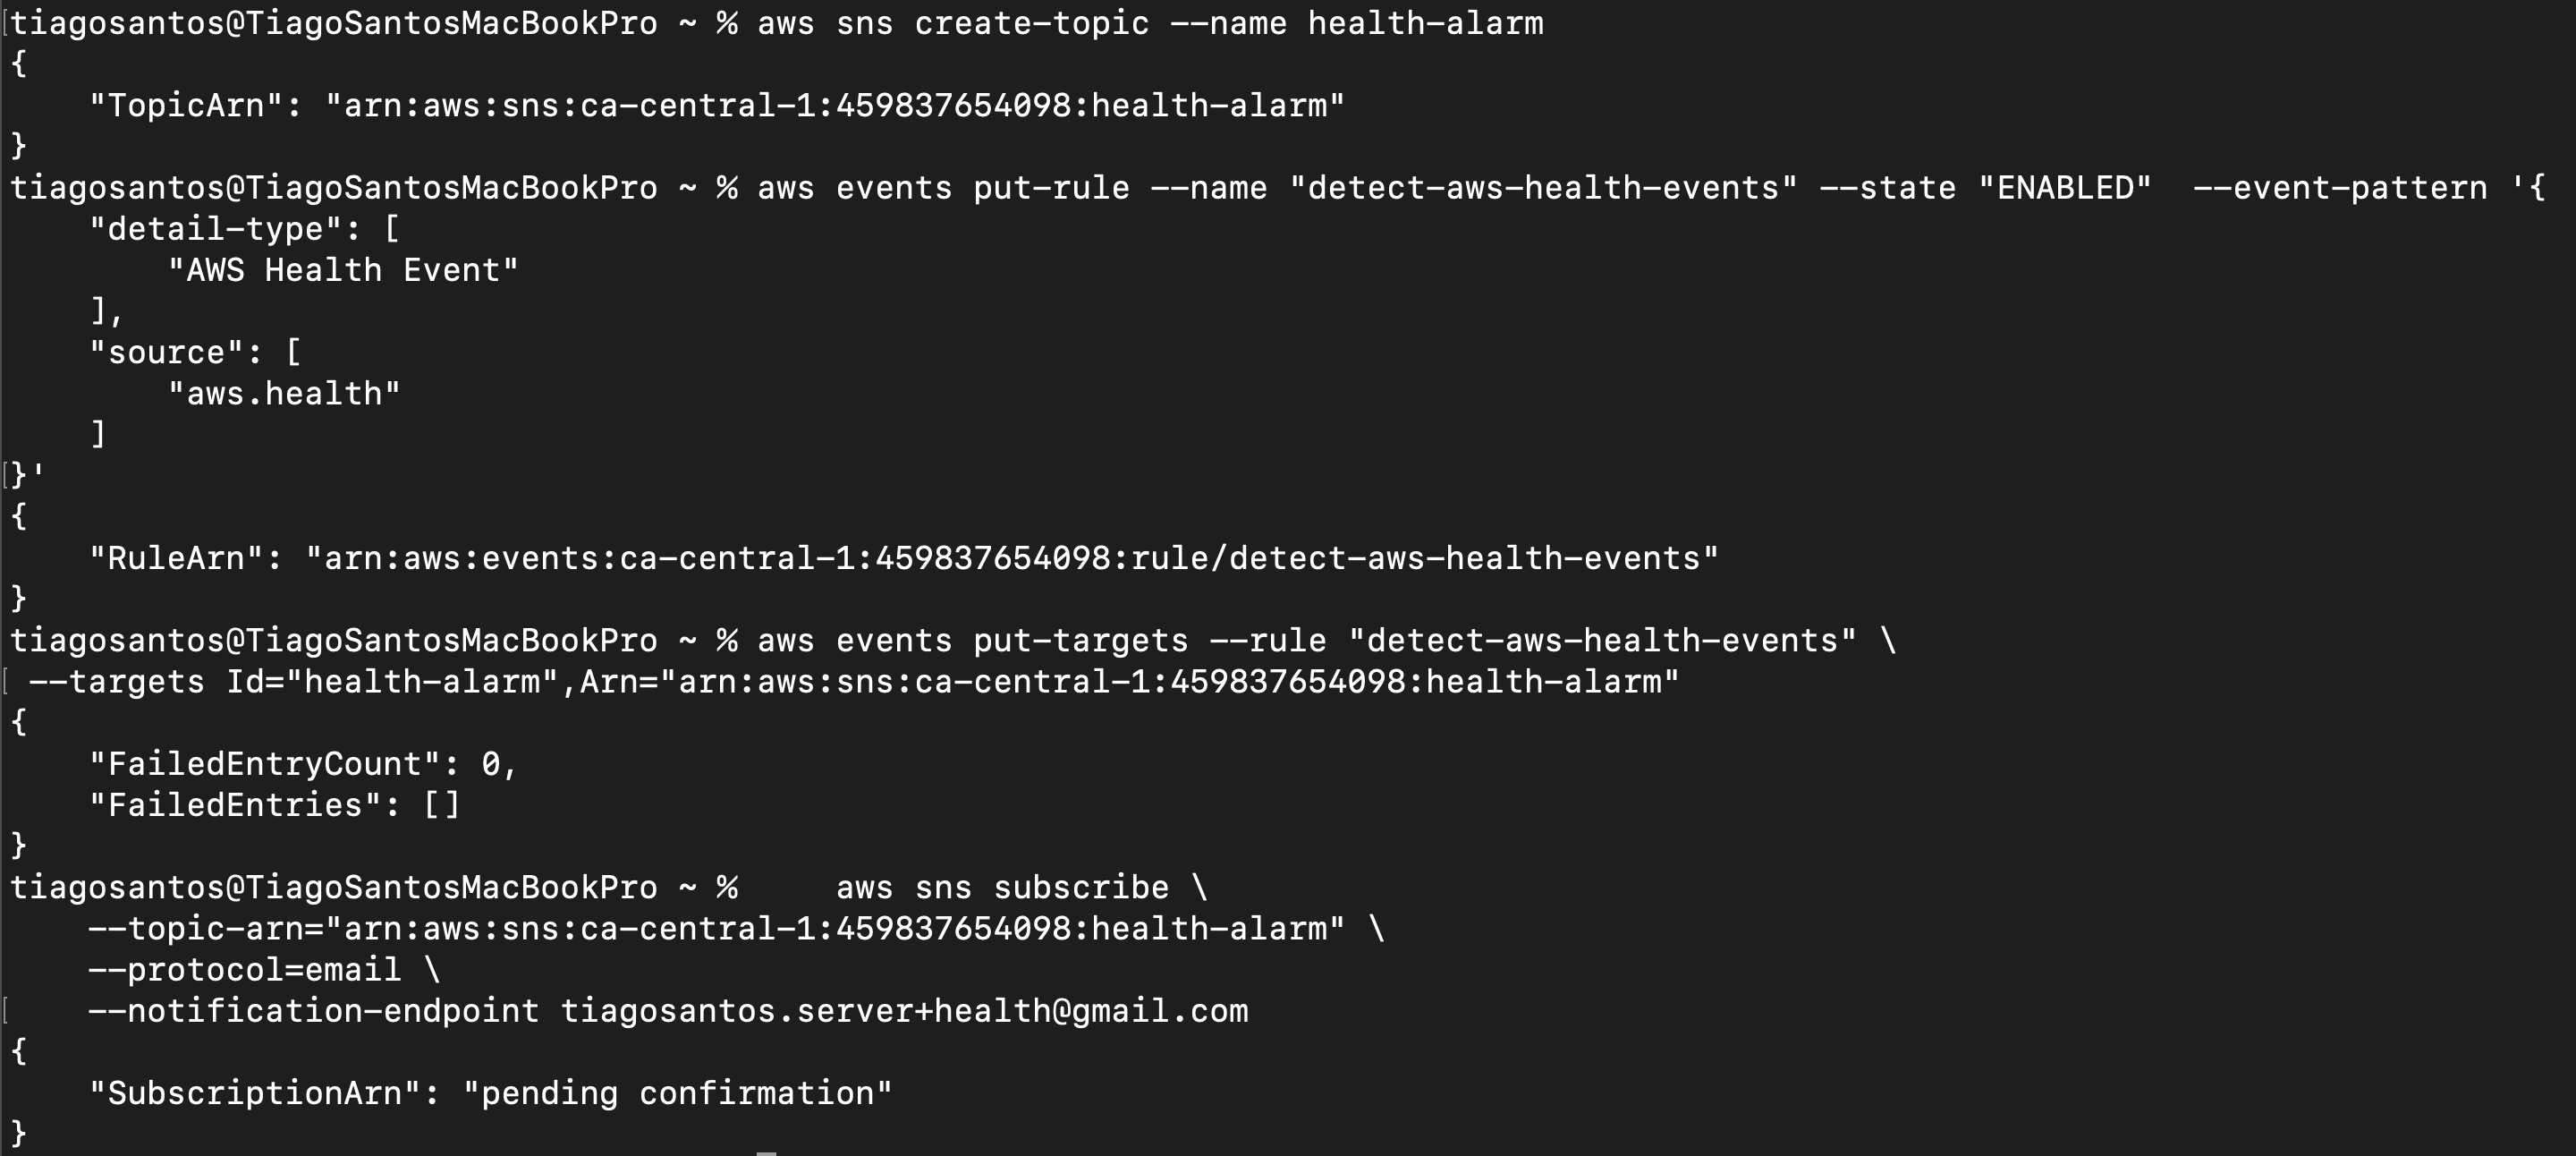 tiagosantos@TiagoSantosMacBookPro ~ % aws sns create-topic --name health-alarm
{
    "TopicArn": "arn:aws:sns:ca-central-1:459837654098:health-alarm"
}
tiagosantos@TiagoSantosMacBookPro ~ % aws events put-rule --name "detect-aws-health-events" --state "ENABLED"  --event-pattern '{
    "detail-type": [
        "AWS Health Event"
    ],
    "source": [
        "aws.health"
    ]
}'
{
    "RuleArn": "arn:aws:events:ca-central-1:459837654098:rule/detect-aws-health-events"
}
tiagosantos@TiagoSantosMacBookPro ~ % aws events put-targets --rule "detect-aws-health-events" \
 --targets Id="health-alarm",Arn="arn:aws:sns:ca-central-1:459837654098:health-alarm"
{
    "FailedEntryCount": 0,
    "FailedEntries": []
}
tiagosantos@TiagoSantosMacBookPro ~ %     aws sns subscribe \
    --topic-arn="arn:aws:sns:ca-central-1:459837654098:health-alarm" \
    --protocol=email \
    --notification-endpoint tiagosantos.server+health@gmail.com
{
    "SubscriptionArn": "pending confirmation"
}